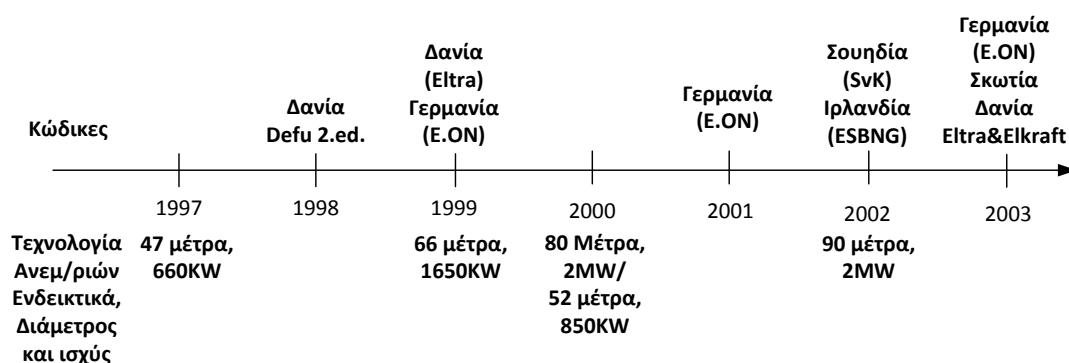 Κώδικες
Δανία
Defu 2.ed.
Δανία
(Eltra)
Γερμανία
(E.ON)
Γερμανία
(E.ON)
Σουηδία
(SvK)
Ιρλανδία
(ESBNG)
Γερμανία
(E.ON)
Σκωτία
Δανία
Eltra&Elkraft
1997
1998
1999
2000
2001
2002
2003
Τεχνολογία
Ανεμ/ριών
Ενδεικτικά,
Διάμετρος
και ισχύς
47 μέτρα,
660KW
66 μέτρα,
1650KW
80 Μέτρα,
2MW/
52 μέτρα,
850KW
90 μέτρα,
2MW